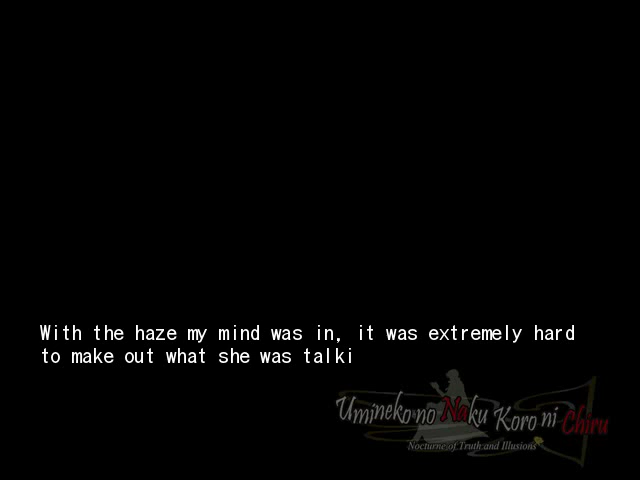 With the haze my mind was in, it was extremely hard
to make out what she was talki
Umineko no Naku Koro ni Chiru
Nocturne of Truth and Illusions